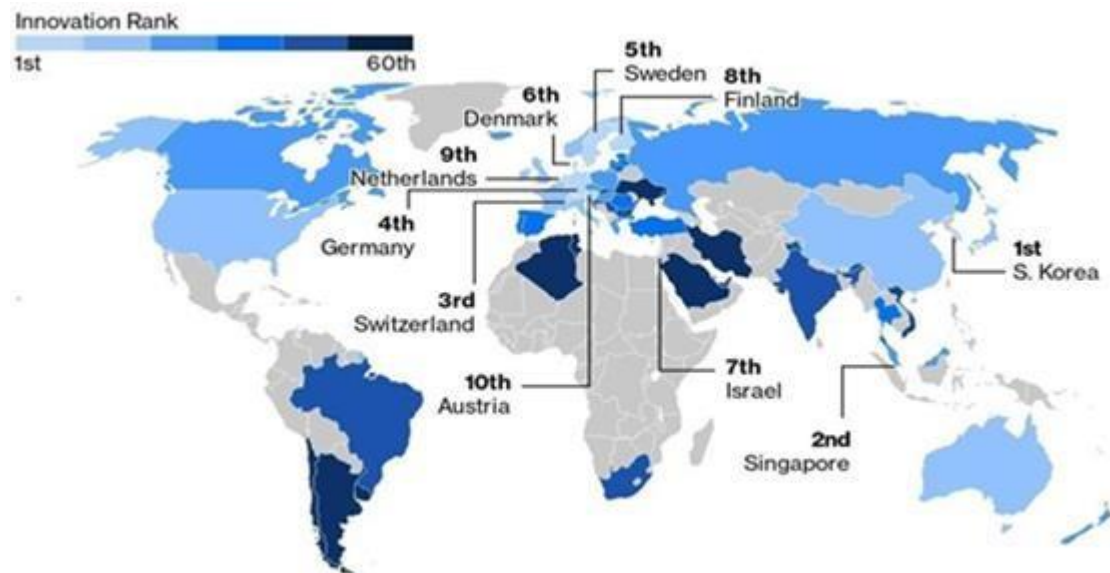 Innovation Rank
1st 60th
5th
Sweden
8th
Finland
6th
Denmark
9th
Netherlands
4th
Germany
1st
S. Korea
3rd
Switzerland
7th
Israel
10th
Austria
2nd
Singapore